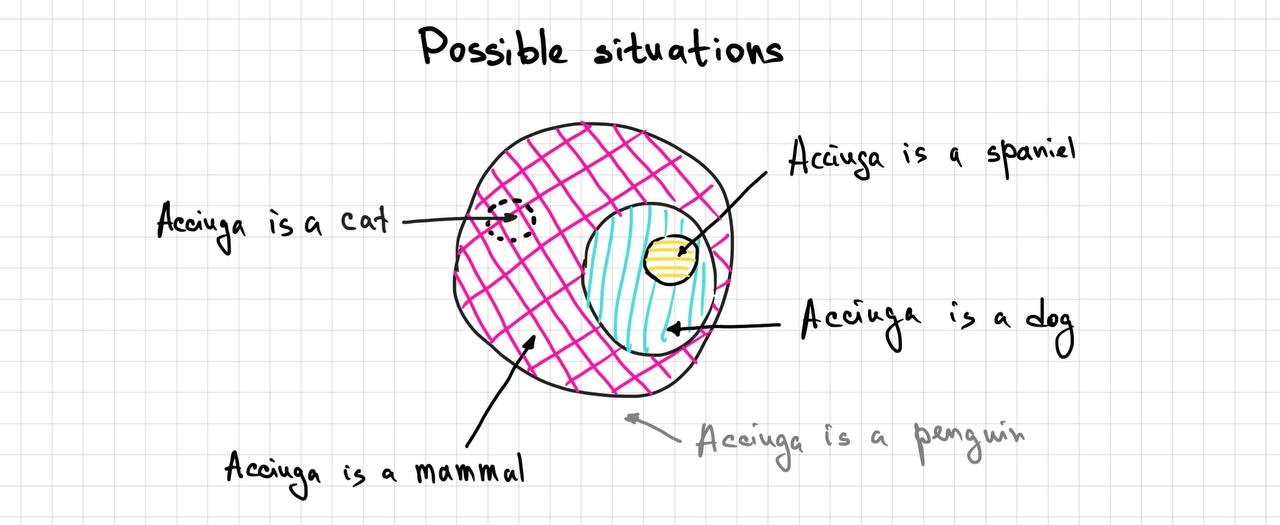 Possible situations
Acciuga is a spaniel
Acciuga is a cat
Acciuga is a dog
Acciuga is a penguin
Acciuga is a mammal